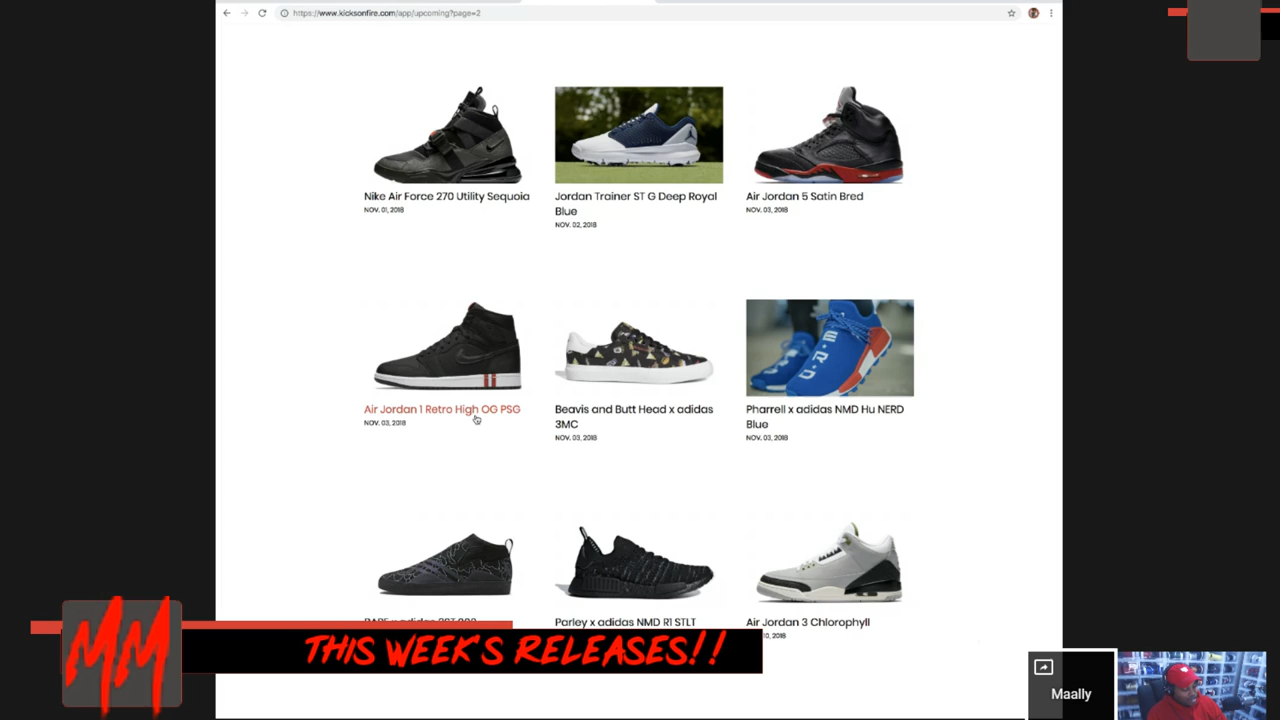 https://www.kicksonfire.com/app/upcoming?page=2
Nike Air Force 270 Utility Sequoia
NOV. 01, 2018
Jordan Trainer ST G Deep Royal
Blue
NOV. 02, 2018
Air Jordan 5 Satin Bred
NOV. 03, 2018
Air Jordan 1 Retro High OG PSG
NOV. 03, 2018
Beavis and Butt Head x adidas
3MC
NOV. 03, 2018
Pharrell x adidas NMD Hu NERD
Blue
NOV. 03, 2018
Parley x adidas NMD R1 STLT
Air Jordan 3 Chlorophyll
10, 2018
MM
THIS WEEK'S RELEASES!!
Maally